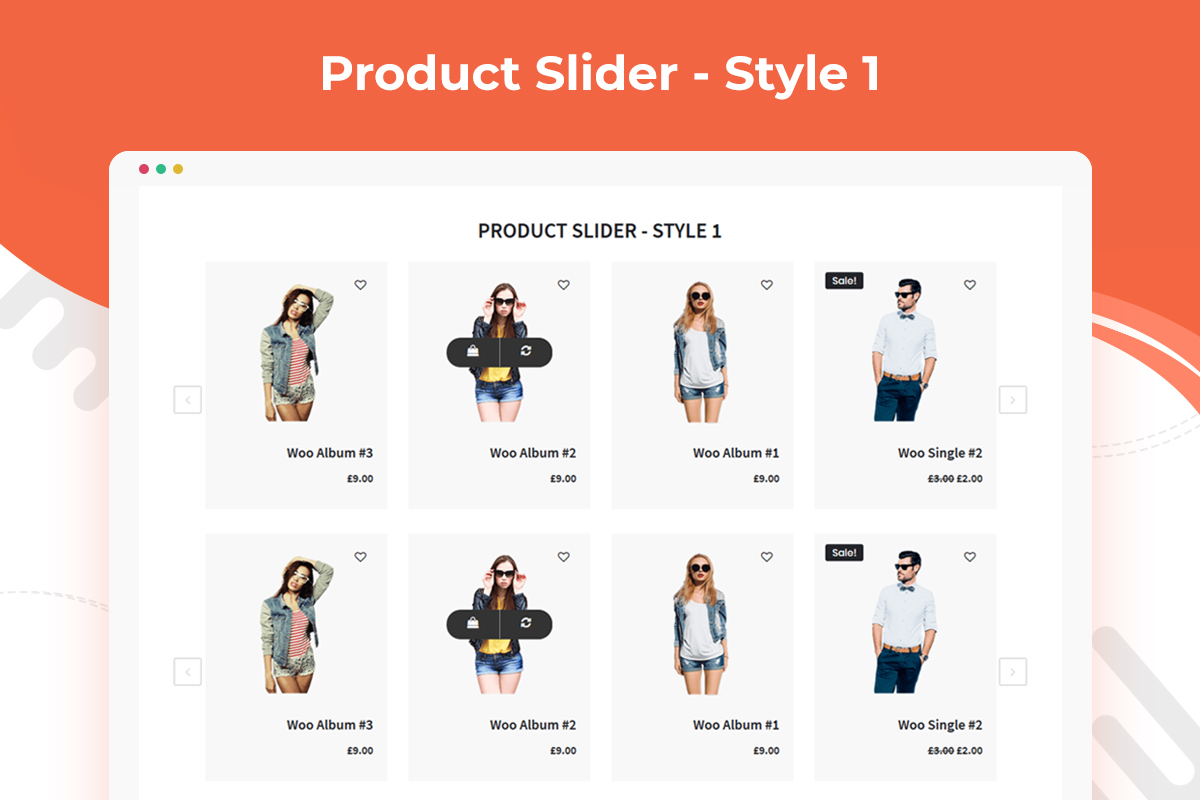 Product Slider - Style 1
PRODUCT SLIDER - STYLE 1
Sale!
Woo Album #3
Woo Album #2
Woo Album #1
Woo Single #2
£9.00
£9.00
£9.00
£3.00 £2.00
Sale!
Woo Album #3
Woo Album #2
Woo Album #1
Woo Single #2
£9.00
£9.00
£9.00
£3.00 £2.00